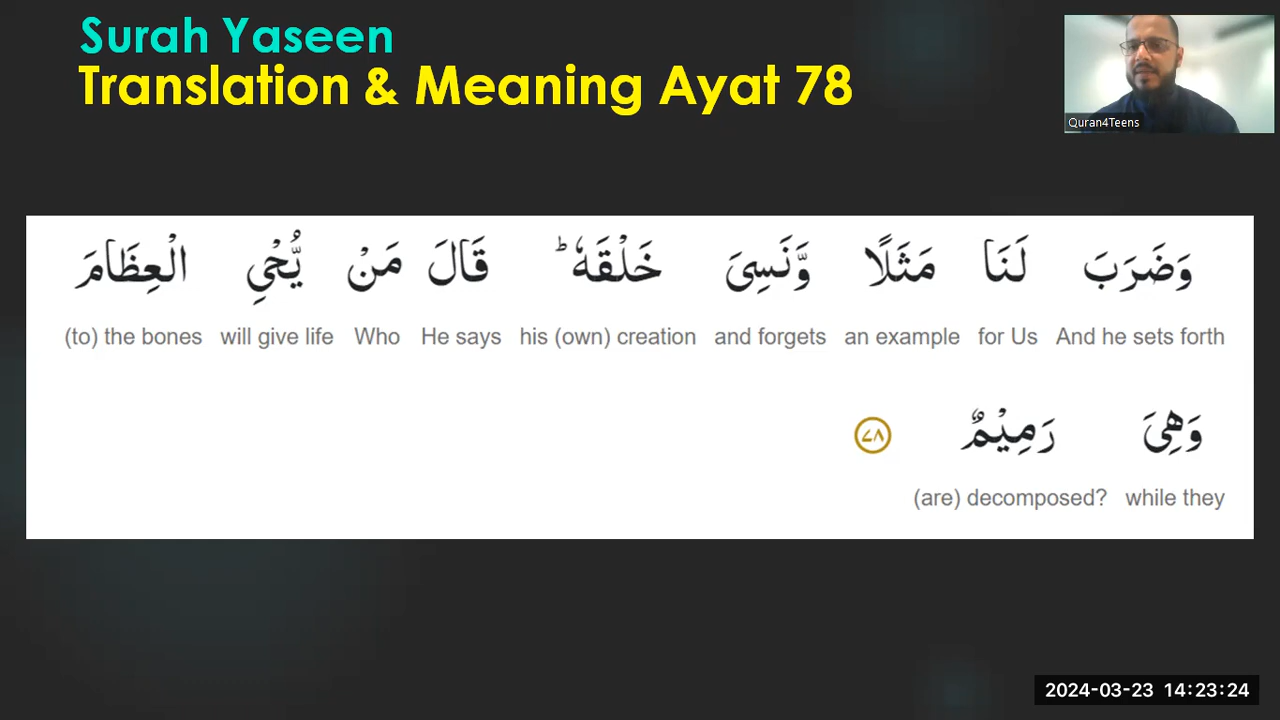 Surah Yaseen
Translation & Meaning Ayat 78
Quran4Teens
وَضَرَبَ لَنَا مَثَلًا وَّنَسِىَ خَلْقَهٗ ؕ قَالَ مَنْ يُّحْىِ الْعِظَامَ
(to) the bones will give life Who He says his (own) creation and forgets an example for Us And he sets forth
وَهِىَ رَمِيْمٌ ٧٨
(are) decomposed? while they
2024-03-23 14:23:24